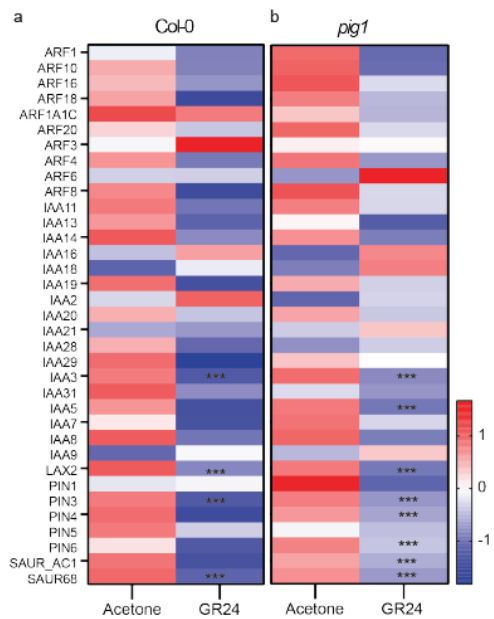 a Col-0 b pig1
ARF1
ARF10
ARF16
ARF18
ARF1A1C
ARF20
ARF3
ARF4
ARF6
ARF8
IAA11
IAA13
IAA14
IAA16
IAA18
IAA19
IAA2
IAA20
IAA21
IAA28
IAA29
IAA3 *** ***
IAA31
IAA5 ***
IAA7
IAA8 1
IAA9
LAX2 *** ***
PIN1 0
PIN3 *** ***
PIN4 ***
PIN5
PIN6 *** -1
SAUR_AC1 ***
SAUR68 *** ***
Acetone GR24 Acetone GR24